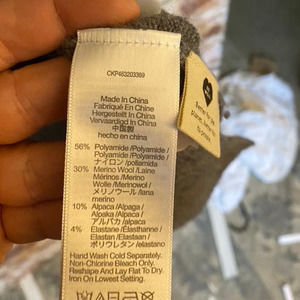 CKP463203369
Made In China
Fabriqué En Chine
Hergestellt In China
Vervaardigd In China
中国製
hecho en china
56% Polyamide /Polyamide /
Polyamid /Polyamide /
ナイロン /poliamida
30% Merino Wool /Laine
Mérinos /Merino
Wolle /Merinowol /
メリノウール /lana
merino
10% Alpaca /Alpaga /
Alpaka /Alpaca /
アルパカ /alpaca
4% Elastane /Elasthanne /
Elastan /Elastaan /
ポリウレタン /elastano
Hand Wash Cold Separately.
Non-Chlorine Bleach Only.
Reshape And Lay Flat To Dry.
Iron On Lowest Setting.